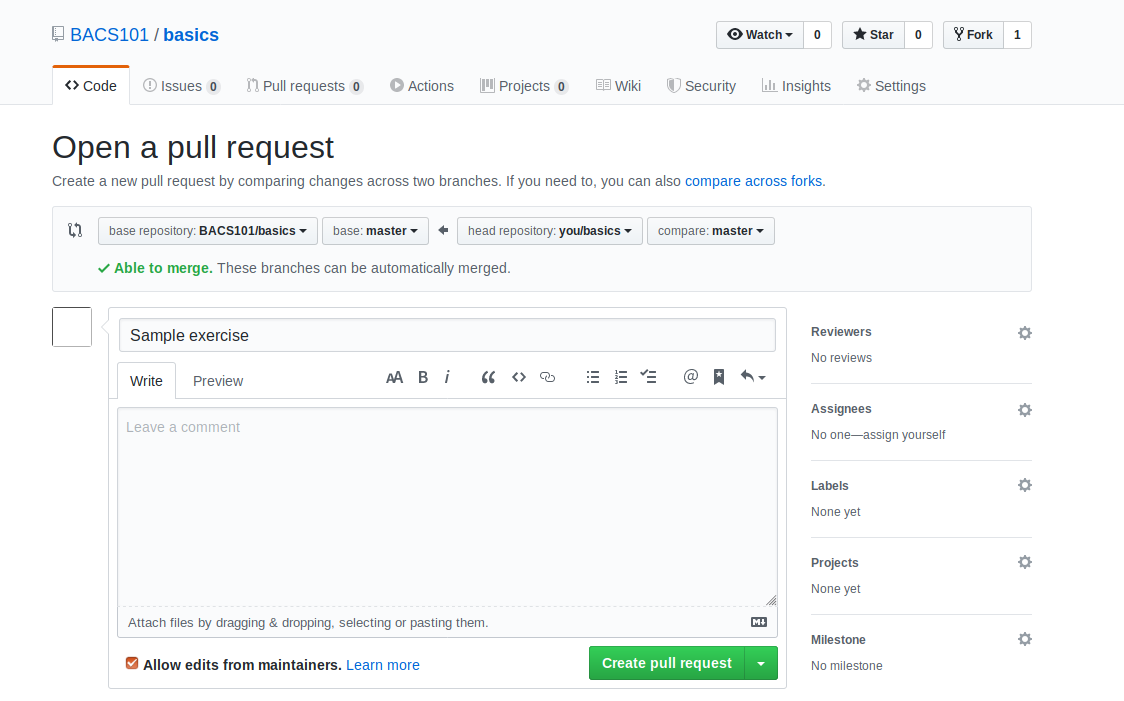 BACS101 / basics
Watch 0 Star 0 Fork 1
Code Issues 0 Pull requests 0 Actions Projects 0 Wiki Security Insights Settings
Open a pull request
Create a new pull request by comparing changes across two branches. If you need to, you can also compare across forks.
base repository: BACS101/basics base: master head repository: you/basics compare: master
Able to merge. These branches can be automatically merged.
Sample exercise
Write Preview AA B i @
Leave a comment
Attach files by dragging & dropping, selecting or pasting them. M
Allow edits from maintainers. Learn more
Create pull request
Reviewers
No reviews
Assignees
No one—assign yourself
Labels
None yet
Projects
None yet
Milestone
No milestone